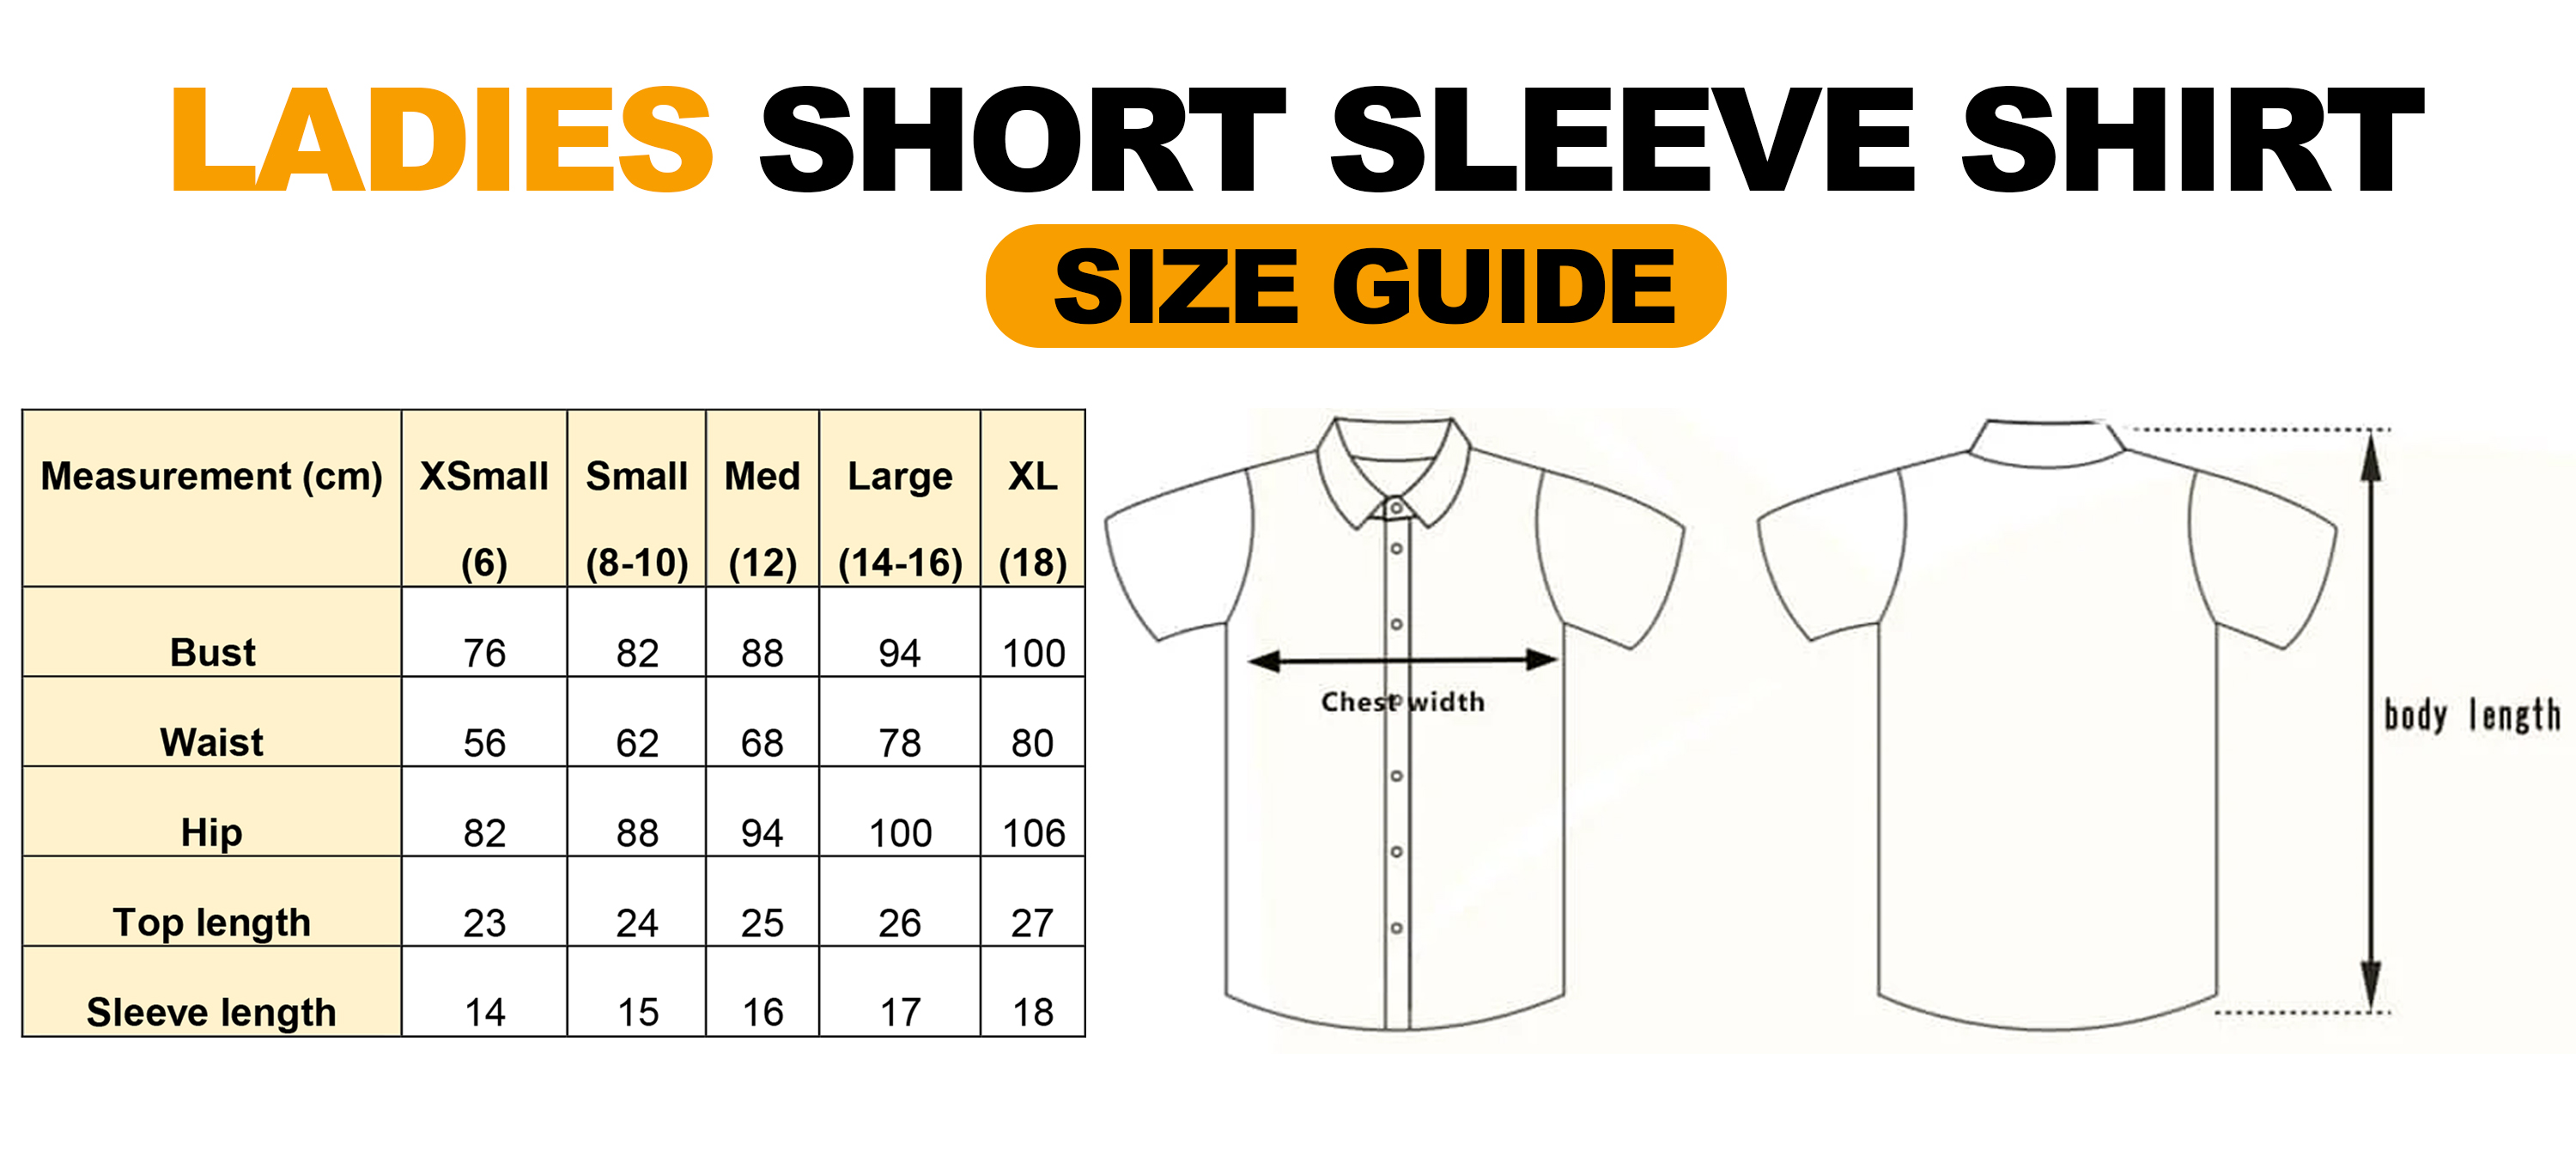 LADIES SHORT SLEEVE SHIRT
SIZE GUIDE
Measurement (cm) XSmall Small Med Large XL
(6) (8-10) (12) (14-16) (18)
Bust 76 82 88 94 100
Waist 56 62 68 78 80
Hip 82 88 94 100 106
Top length 23 24 25 26 27
Sleeve length 14 15 16 17 18
Chest width
body length